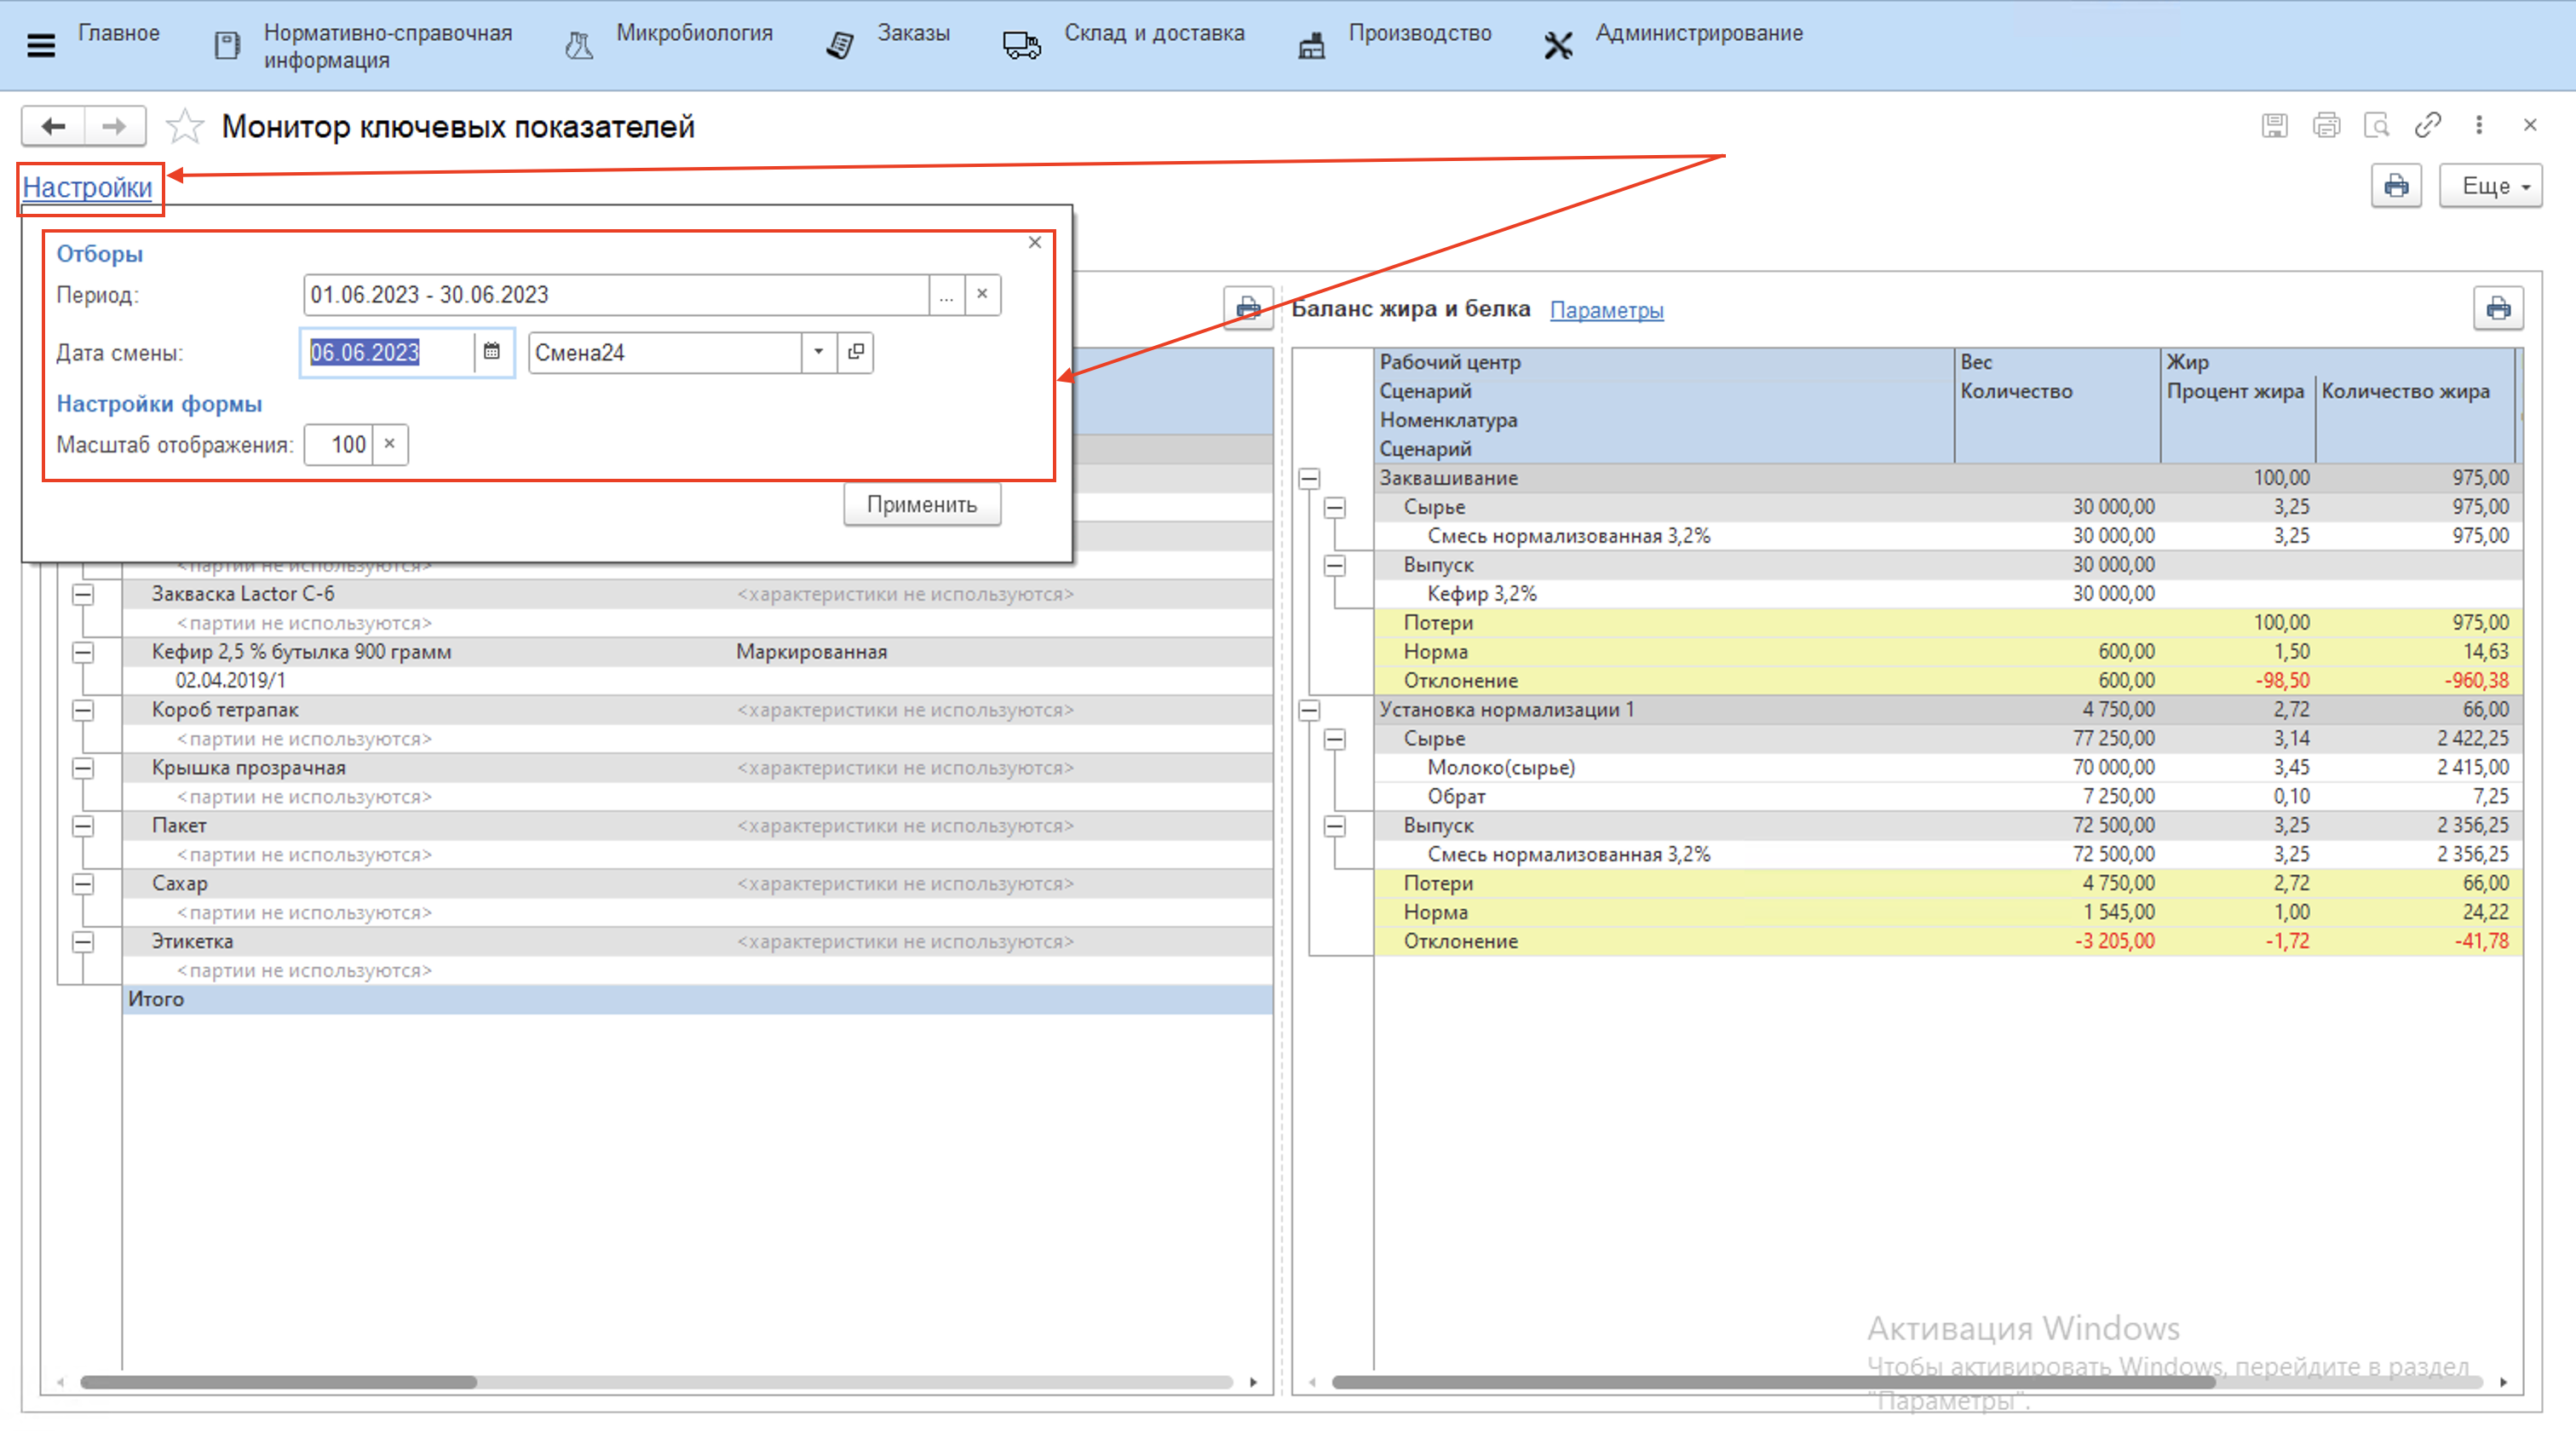 Главное
Нормативно-справочная
информация
Микробиология
Заказы
Склад и доставка
Производство
Администрирование
Монитор ключевых показателей
Настройки
Еще
Отборы
Период: 01.06.2023 - 30.06.2023 ...
Дата смены: 06.06.2023 Смена24
Настройки формы
Масштаб отображения: 100
Применить
<партии не используются>
Закваска Lactor С-6 <характеристики не используются>
<партии не используются>
Кефир 2,5 % бутылка 900 грамм Маркированная
02.04.2019/1
Короб тетрапак <характеристики не используются>
<партии не используются>
Крышка прозрачная <характеристики не используются>
<партии не используются>
Пакет <характеристики не используются>
<партии не используются>
Сахар <характеристики не используются>
<партии не используются>
Этикетка <характеристики не используются>
<партии не используются>
Итого
Баланс жира и белка Параметры
Рабочий центр Вес Жир
Сценарий Количество Процент жира Количество жира
Номенклатура
Сценарий
Заквашивание 100,00 975,00
Сырье 30 000,00 3,25 975,00
Смесь нормализованная 3,2% 30 000,00 3,25 975,00
Выпуск 30 000,00
Кефир 3,2% 30 000,00
Потери 100,00 975,00
Норма 600,00 1,50 14,63
Отклонение 600,00 -98,50 -960,38
Установка нормализации 1 4 750,00 2,72 66,00
Сырье 77 250,00 3,14 2 422,25
Молоко(сырье) 70 000,00 3,45 2 415,00
Обрат 7 250,00 0,10 7,25
Выпуск 72 500,00 3,25 2 356,25
Смесь нормализованная 3,2% 72 500,00 3,25 2 356,25
Потери 4 750,00 2,72 66,00
Норма 1 545,00 1,00 24,22
Отклонение -3 205,00 -1,72 -41,78
Активация Windows
Чтобы активировать Windows, перейдите в раздел
"Параметры".